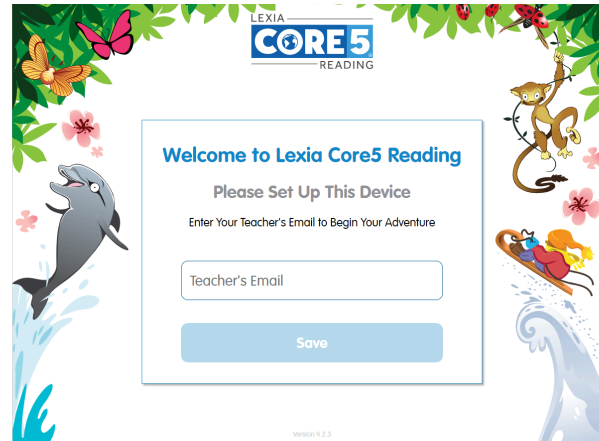 LEXIA
CORE5
READING
Welcome to Lexia Core5 Reading
Please Set Up This Device
Enter Your Teacher's Email to Begin Your Adventure
Teacher's Email
Save
Version 4.2.3